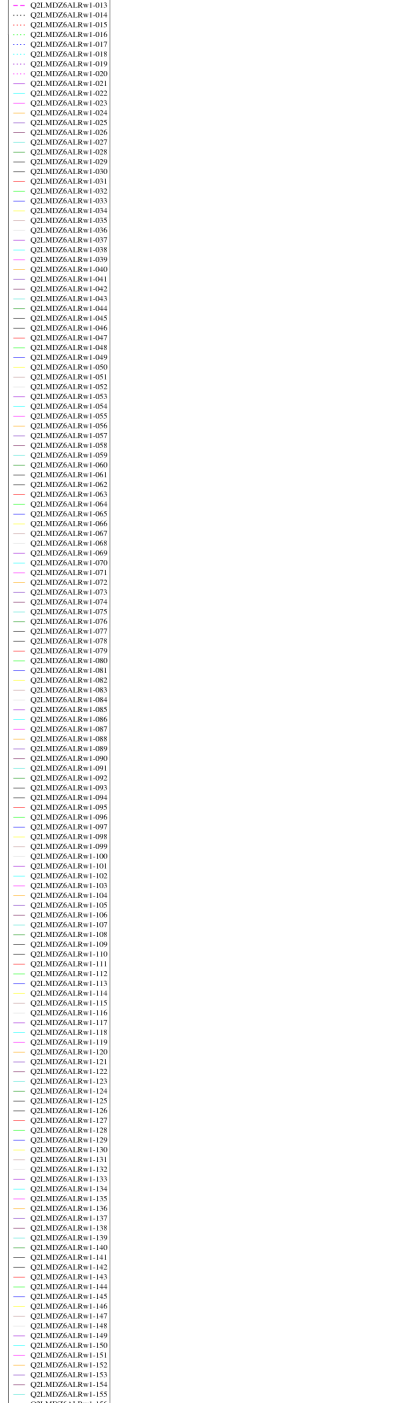 Q2LMDZ6ALRw1-013
Q2LMDZ6ALRw1-014
Q2LMDZ6ALRw1-015
Q2LMDZ6ALRw1-016
Q2LMDZ6ALRw1-017
Q2LMDZ6ALRw1-018
Q2LMDZ6ALRw1-019
Q2LMDZ6ALRw1-020
Q2LMDZ6ALRw1-021
Q2LMDZ6ALRw1-022
Q2LMDZ6ALRw1-023
Q2LMDZ6ALRw1-024
Q2LMDZ6ALRw1-025
Q2LMDZ6ALRw1-026
Q2LMDZ6ALRw1-027
Q2LMDZ6ALRw1-028
Q2LMDZ6ALRw1-029
Q2LMDZ6ALRw1-030
Q2LMDZ6ALRw1-031
Q2LMDZ6ALRw1-032
Q2LMDZ6ALRw1-033
Q2LMDZ6ALRw1-034
Q2LMDZ6ALRw1-035
Q2LMDZ6ALRw1-036
Q2LMDZ6ALRw1-037
Q2LMDZ6ALRw1-038
Q2LMDZ6ALRw1-039
Q2LMDZ6ALRw1-040
Q2LMDZ6ALRw1-041
Q2LMDZ6ALRw1-042
Q2LMDZ6ALRw1-043
Q2LMDZ6ALRw1-044
Q2LMDZ6ALRw1-045
Q2LMDZ6ALRw1-046
Q2LMDZ6ALRw1-047
Q2LMDZ6ALRw1-048
Q2LMDZ6ALRw1-049
Q2LMDZ6ALRw1-050
Q2LMDZ6ALRw1-051
Q2LMDZ6ALRw1-052
Q2LMDZ6ALRw1-053
Q2LMDZ6ALRw1-054
Q2LMDZ6ALRw1-055
Q2LMDZ6ALRw1-056
Q2LMDZ6ALRw1-057
Q2LMDZ6ALRw1-058
Q2LMDZ6ALRw1-059
Q2LMDZ6ALRw1-060
Q2LMDZ6ALRw1-061
Q2LMDZ6ALRw1-062
Q2LMDZ6ALRw1-063
Q2LMDZ6ALRw1-064
Q2LMDZ6ALRw1-065
Q2LMDZ6ALRw1-066
Q2LMDZ6ALRw1-067
Q2LMDZ6ALRw1-068
Q2LMDZ6ALRw1-069
Q2LMDZ6ALRw1-070
Q2LMDZ6ALRw1-071
Q2LMDZ6ALRw1-072
Q2LMDZ6ALRw1-073
Q2LMDZ6ALRw1-074
Q2LMDZ6ALRw1-075
Q2LMDZ6ALRw1-076
Q2LMDZ6ALRw1-077
Q2LMDZ6ALRw1-078
Q2LMDZ6ALRw1-079
Q2LMDZ6ALRw1-080
Q2LMDZ6ALRw1-081
Q2LMDZ6ALRw1-082
Q2LMDZ6ALRw1-083
Q2LMDZ6ALRw1-084
Q2LMDZ6ALRw1-085
Q2LMDZ6ALRw1-086
Q2LMDZ6ALRw1-087
Q2LMDZ6ALRw1-088
Q2LMDZ6ALRw1-089
Q2LMDZ6ALRw1-090
Q2LMDZ6ALRw1-091
Q2LMDZ6ALRw1-092
Q2LMDZ6ALRw1-093
Q2LMDZ6ALRw1-094
Q2LMDZ6ALRw1-095
Q2LMDZ6ALRw1-096
Q2LMDZ6ALRw1-097
Q2LMDZ6ALRw1-098
Q2LMDZ6ALRw1-099
Q2LMDZ6ALRw1-100
Q2LMDZ6ALRw1-101
Q2LMDZ6ALRw1-102
Q2LMDZ6ALRw1-103
Q2LMDZ6ALRw1-104
Q2LMDZ6ALRw1-105
Q2LMDZ6ALRw1-106
Q2LMDZ6ALRw1-107
Q2LMDZ6ALRw1-108
Q2LMDZ6ALRw1-109
Q2LMDZ6ALRw1-110
Q2LMDZ6ALRw1-111
Q2LMDZ6ALRw1-112
Q2LMDZ6ALRw1-113
Q2LMDZ6ALRw1-114
Q2LMDZ6ALRw1-115
Q2LMDZ6ALRw1-116
Q2LMDZ6ALRw1-117
Q2LMDZ6ALRw1-118
Q2LMDZ6ALRw1-119
Q2LMDZ6ALRw1-120
Q2LMDZ6ALRw1-121
Q2LMDZ6ALRw1-122
Q2LMDZ6ALRw1-123
Q2LMDZ6ALRw1-124
Q2LMDZ6ALRw1-125
Q2LMDZ6ALRw1-126
Q2LMDZ6ALRw1-127
Q2LMDZ6ALRw1-128
Q2LMDZ6ALRw1-129
Q2LMDZ6ALRw1-130
Q2LMDZ6ALRw1-131
Q2LMDZ6ALRw1-132
Q2LMDZ6ALRw1-133
Q2LMDZ6ALRw1-134
Q2LMDZ6ALRw1-135
Q2LMDZ6ALRw1-136
Q2LMDZ6ALRw1-137
Q2LMDZ6ALRw1-138
Q2LMDZ6ALRw1-139
Q2LMDZ6ALRw1-140
Q2LMDZ6ALRw1-141
Q2LMDZ6ALRw1-142
Q2LMDZ6ALRw1-143
Q2LMDZ6ALRw1-144
Q2LMDZ6ALRw1-145
Q2LMDZ6ALRw1-146
Q2LMDZ6ALRw1-147
Q2LMDZ6ALRw1-148
Q2LMDZ6ALRw1-149
Q2LMDZ6ALRw1-150
Q2LMDZ6ALRw1-151
Q2LMDZ6ALRw1-152
Q2LMDZ6ALRw1-153
Q2LMDZ6ALRw1-154
Q2LMDZ6ALRw1-155